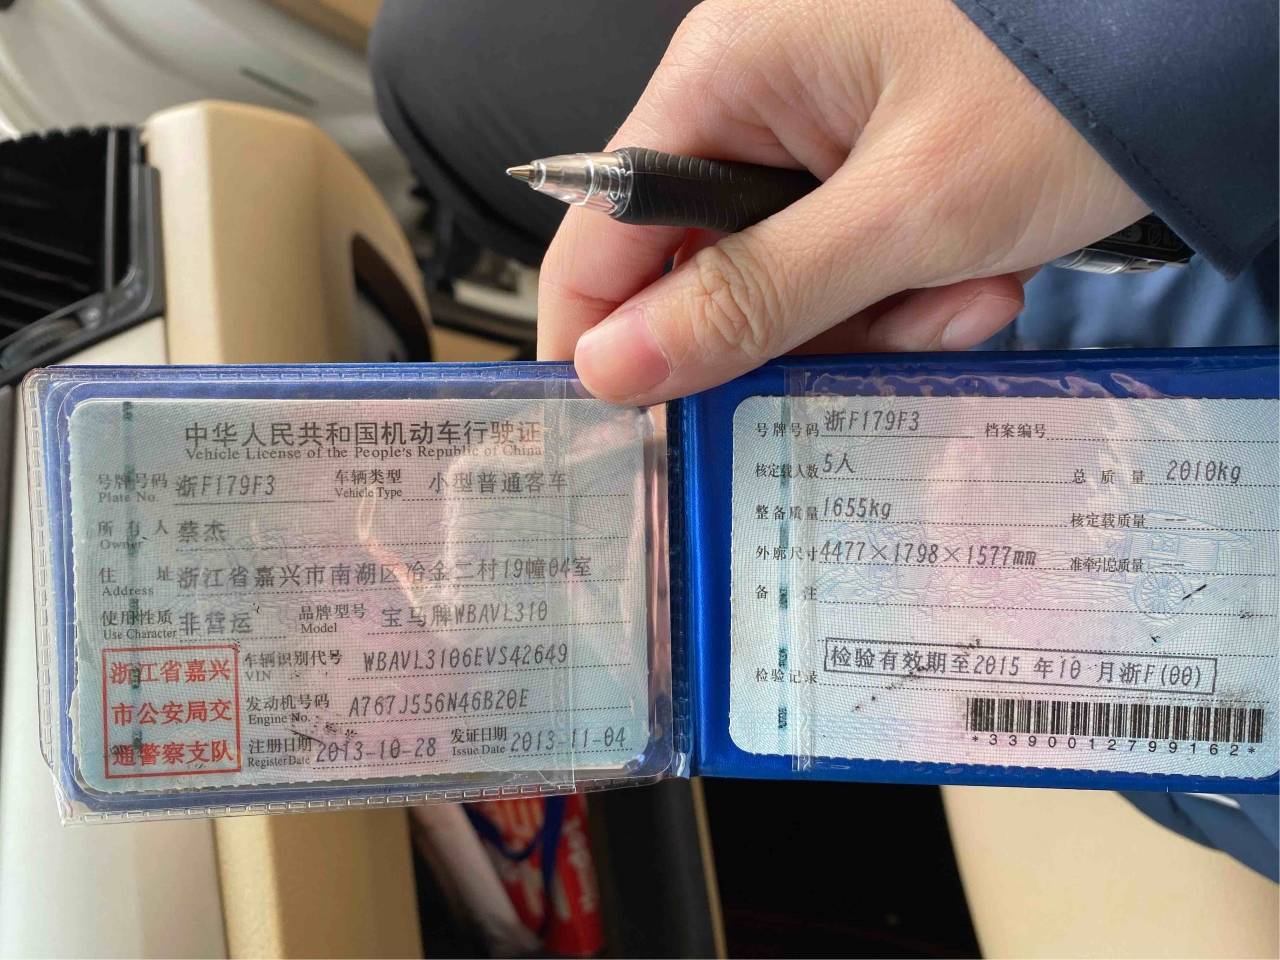 中华人民共和国机动车行驶证
Vehicle License of the People's Republic of China
号牌号码 浙F179F3 车辆类型 小型普通客车
Plate No. Vehicle Type
所有人 蔡杰
Owner
住址 浙江省嘉兴市南湖区冶金二村19幢04室
Address
使用性质 非营运 品牌型号 宝马牌WBAVL310
Use Character Model
浙江省嘉兴
市公安局交
通警察支队
车辆识别代号 WBAVL3106EVS42649
VIN
发动机号码 A767J556N46B20E
Engine No.
注册日期 2013-10-28 发证日期 2013-11-04
Register Date Issue Date
号牌号码 浙F179F3 档案编号
核定载人数 5人 总质量 2010kg
整备质量 1655kg 核定载质量 --
外廓尺寸 4477×1798×1577mm 准牵引总质量 --
备注
检验记录 检验有效期至2015 年10 月浙F(00)
*3390012799162*